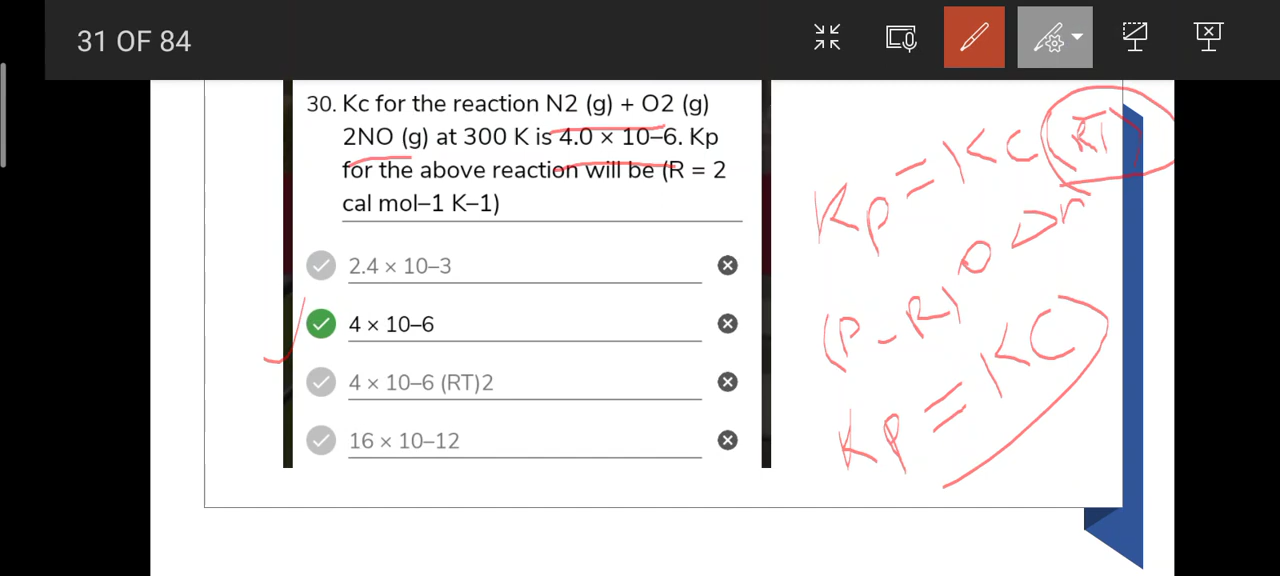 31 OF 84
30. Kc for the reaction N2 (g) + O2 (g)
2NO (g) at 300 K is 4.0 × 10–6. Kp
for the above reaction will be (R = 2
cal mol–1 K–1)
2.4 × 10–3
4 × 10–6
4 × 10–6 (RT)2
16 × 10–12
Kp = KC (RT)
Δn
(P - R) 0
Kp = KC